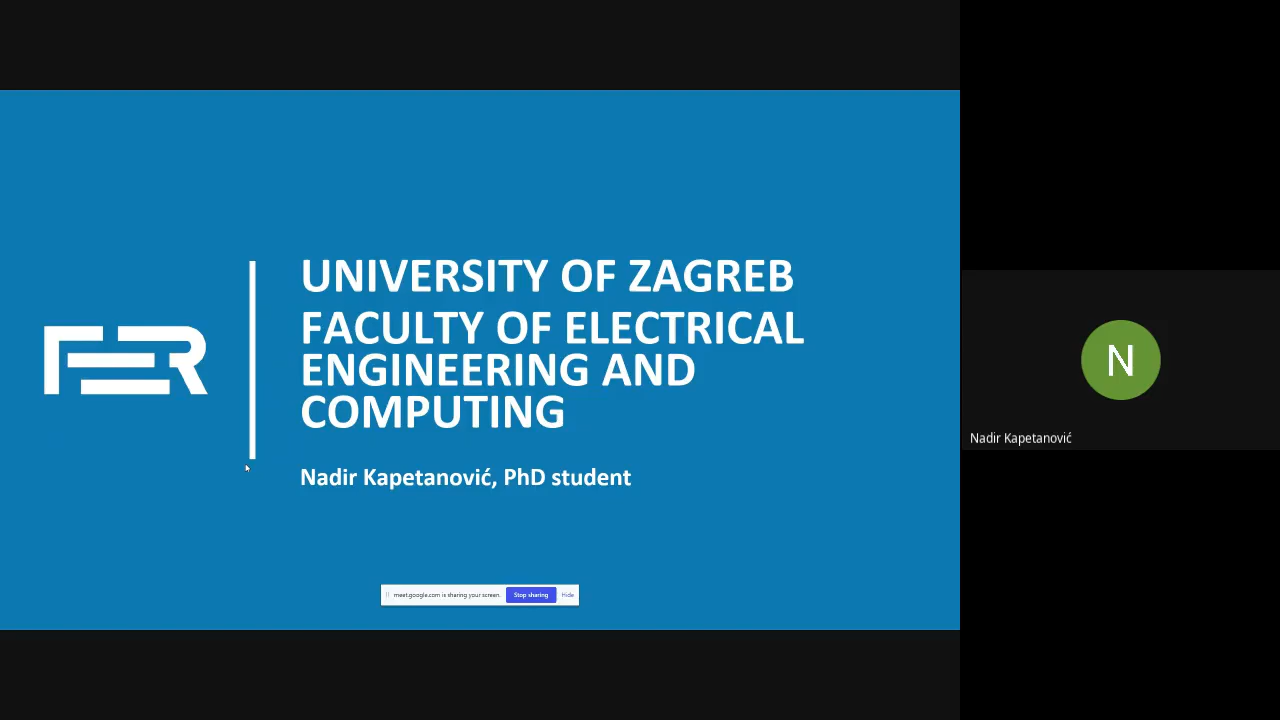 FER
UNIVERSITY OF ZAGREB
FACULTY OF ELECTRICAL
ENGINEERING AND
COMPUTING
Nadir Kapetanović, PhD student
meet.google.com is sharing your screen.
Stop sharing
Hide
N
Nadir Kapetanović